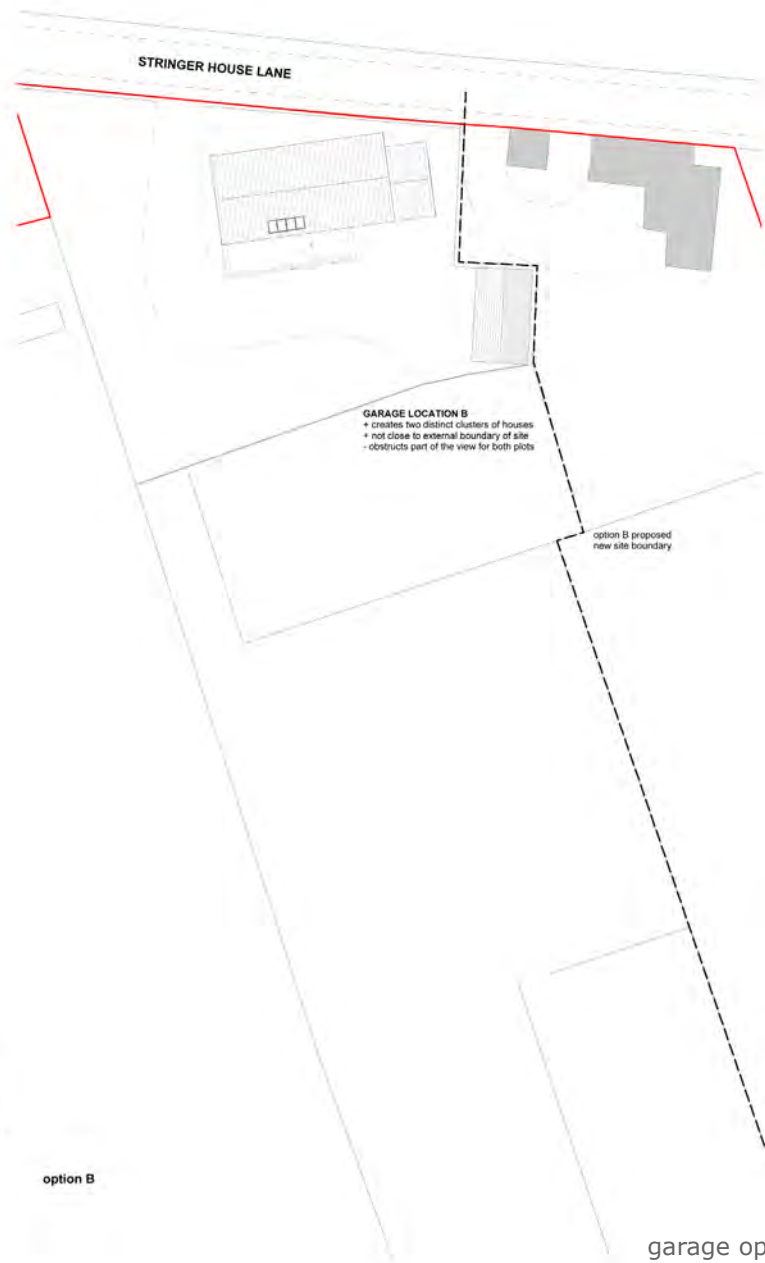 STRINGER HOUSE LANE
GARAGE LOCATION B
+ creates two distinct clusters of houses
+ not close to external boundary of site
- obstructs part of the view for both plots
option B proposed
new site boundary
option B
garage op